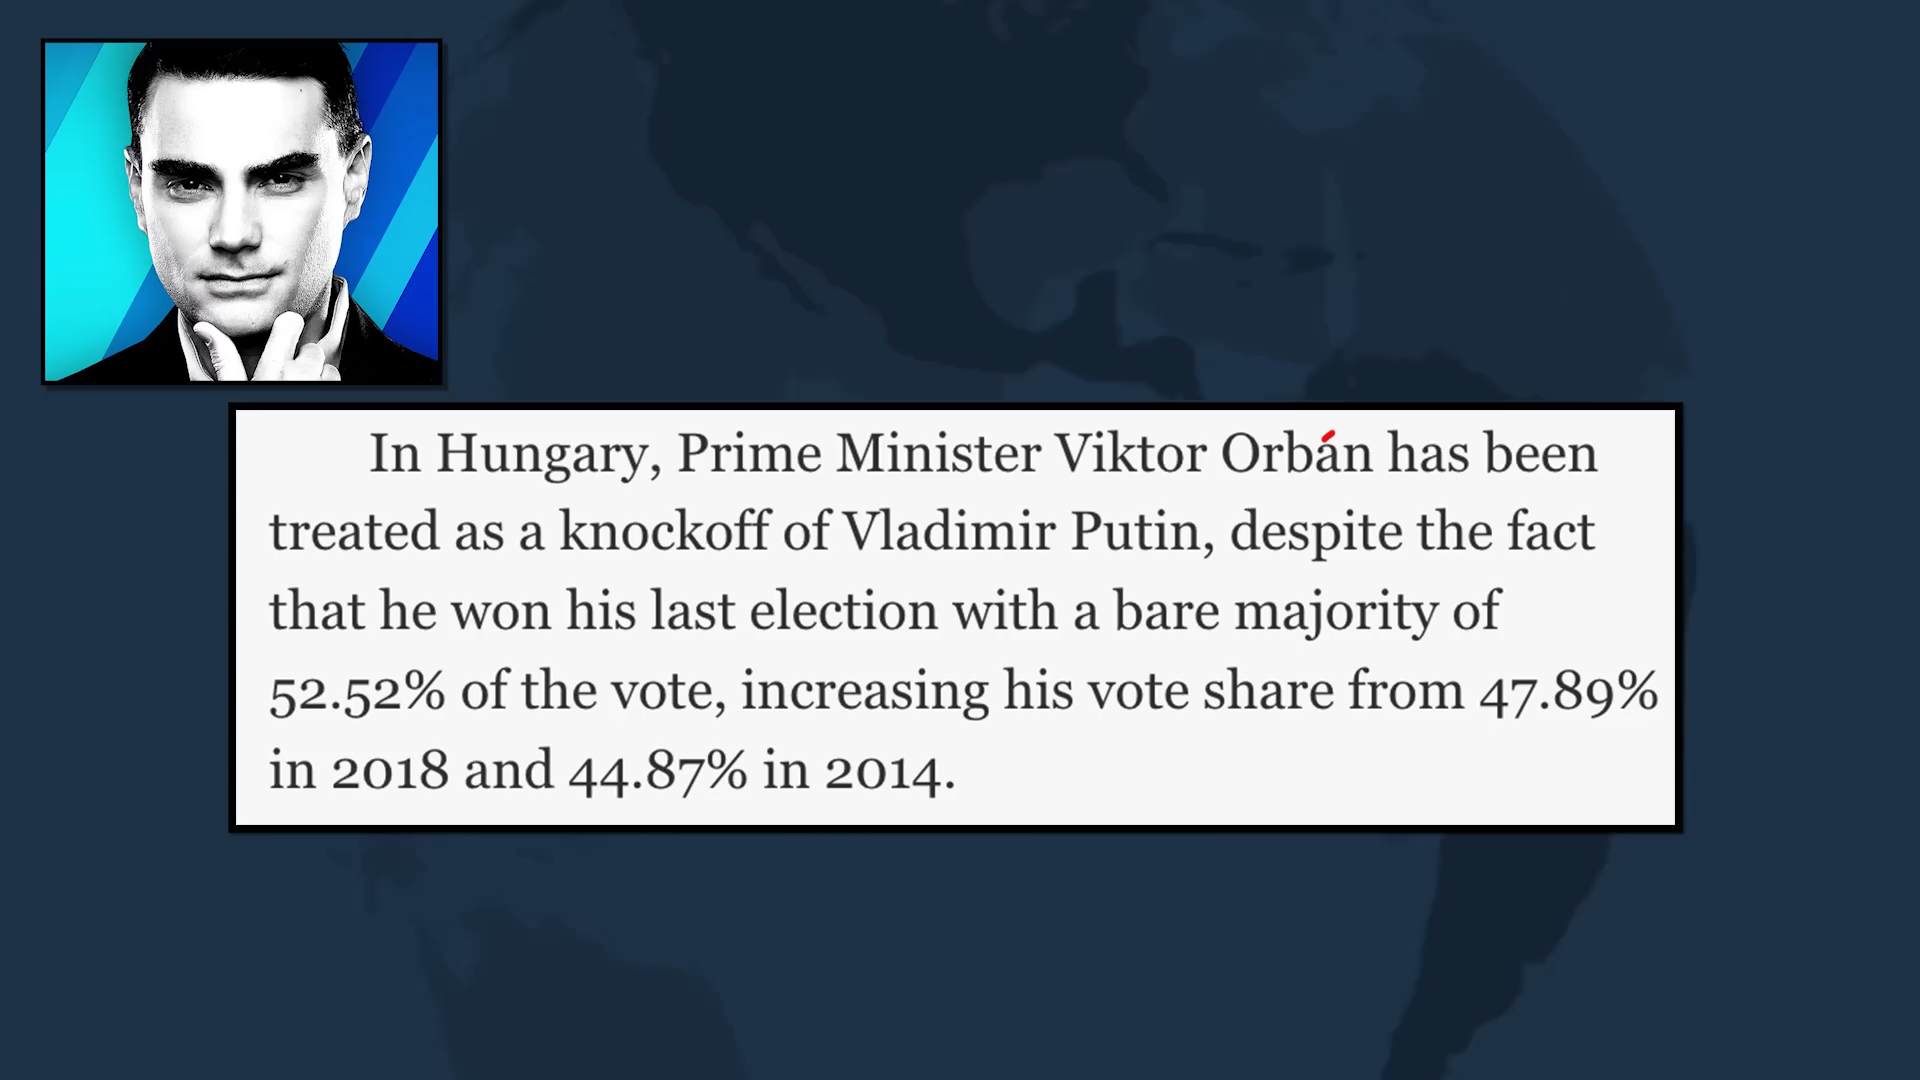 In Hungary, Prime Minister Viktor Orbán has been
treated as a knockoff of Vladimir Putin, despite the fact
that he won his last election with a bare majority of
52.52% of the vote, increasing his vote share from 47.89%
in 2018 and 44.87% in 2014.